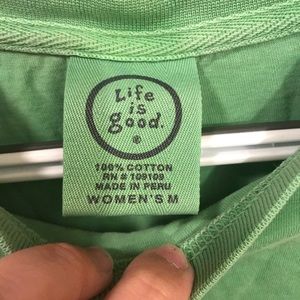 Life
is
good.
®
100% COTTON
RN # 109109
MADE IN PERU
WOMEN'S M